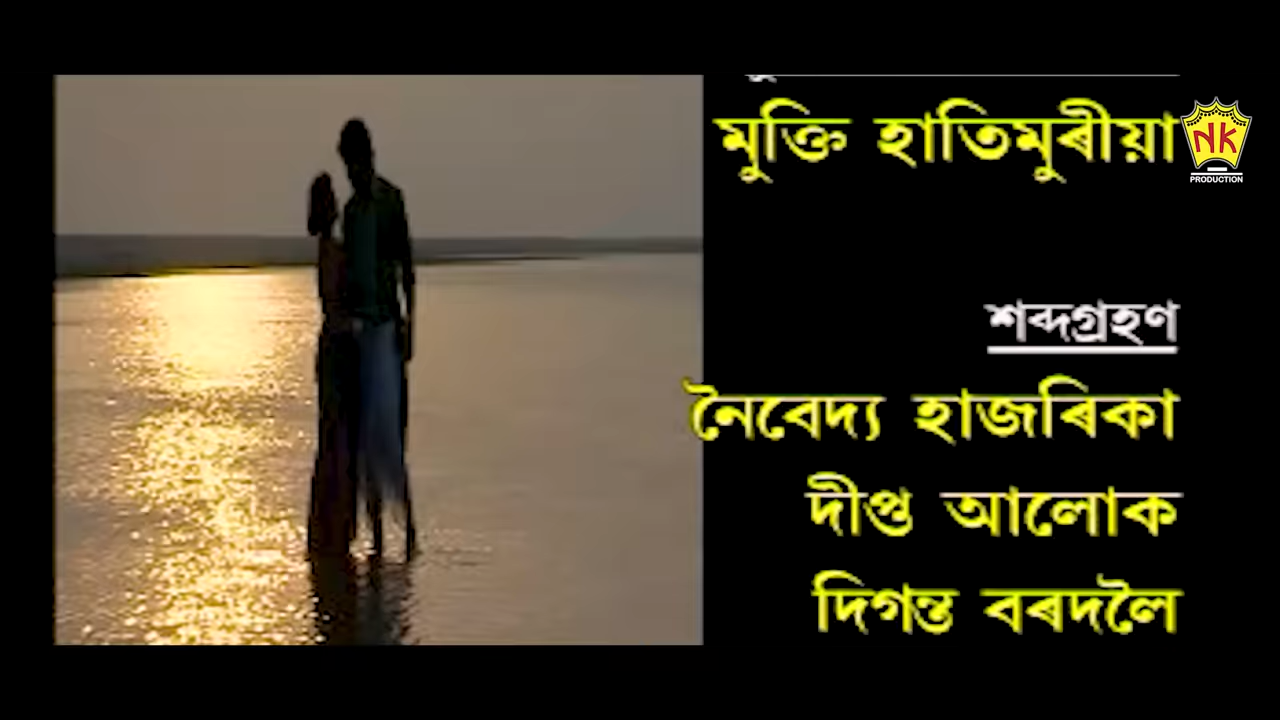 মুক্তি হাতিমুৰীয়া
NK
PRODUCTION
শব্দগ্ৰহণ
নৈবেদ্য হাজৰিকা
দীপ্ত আলোক
দিগন্ত বৰদলৈ